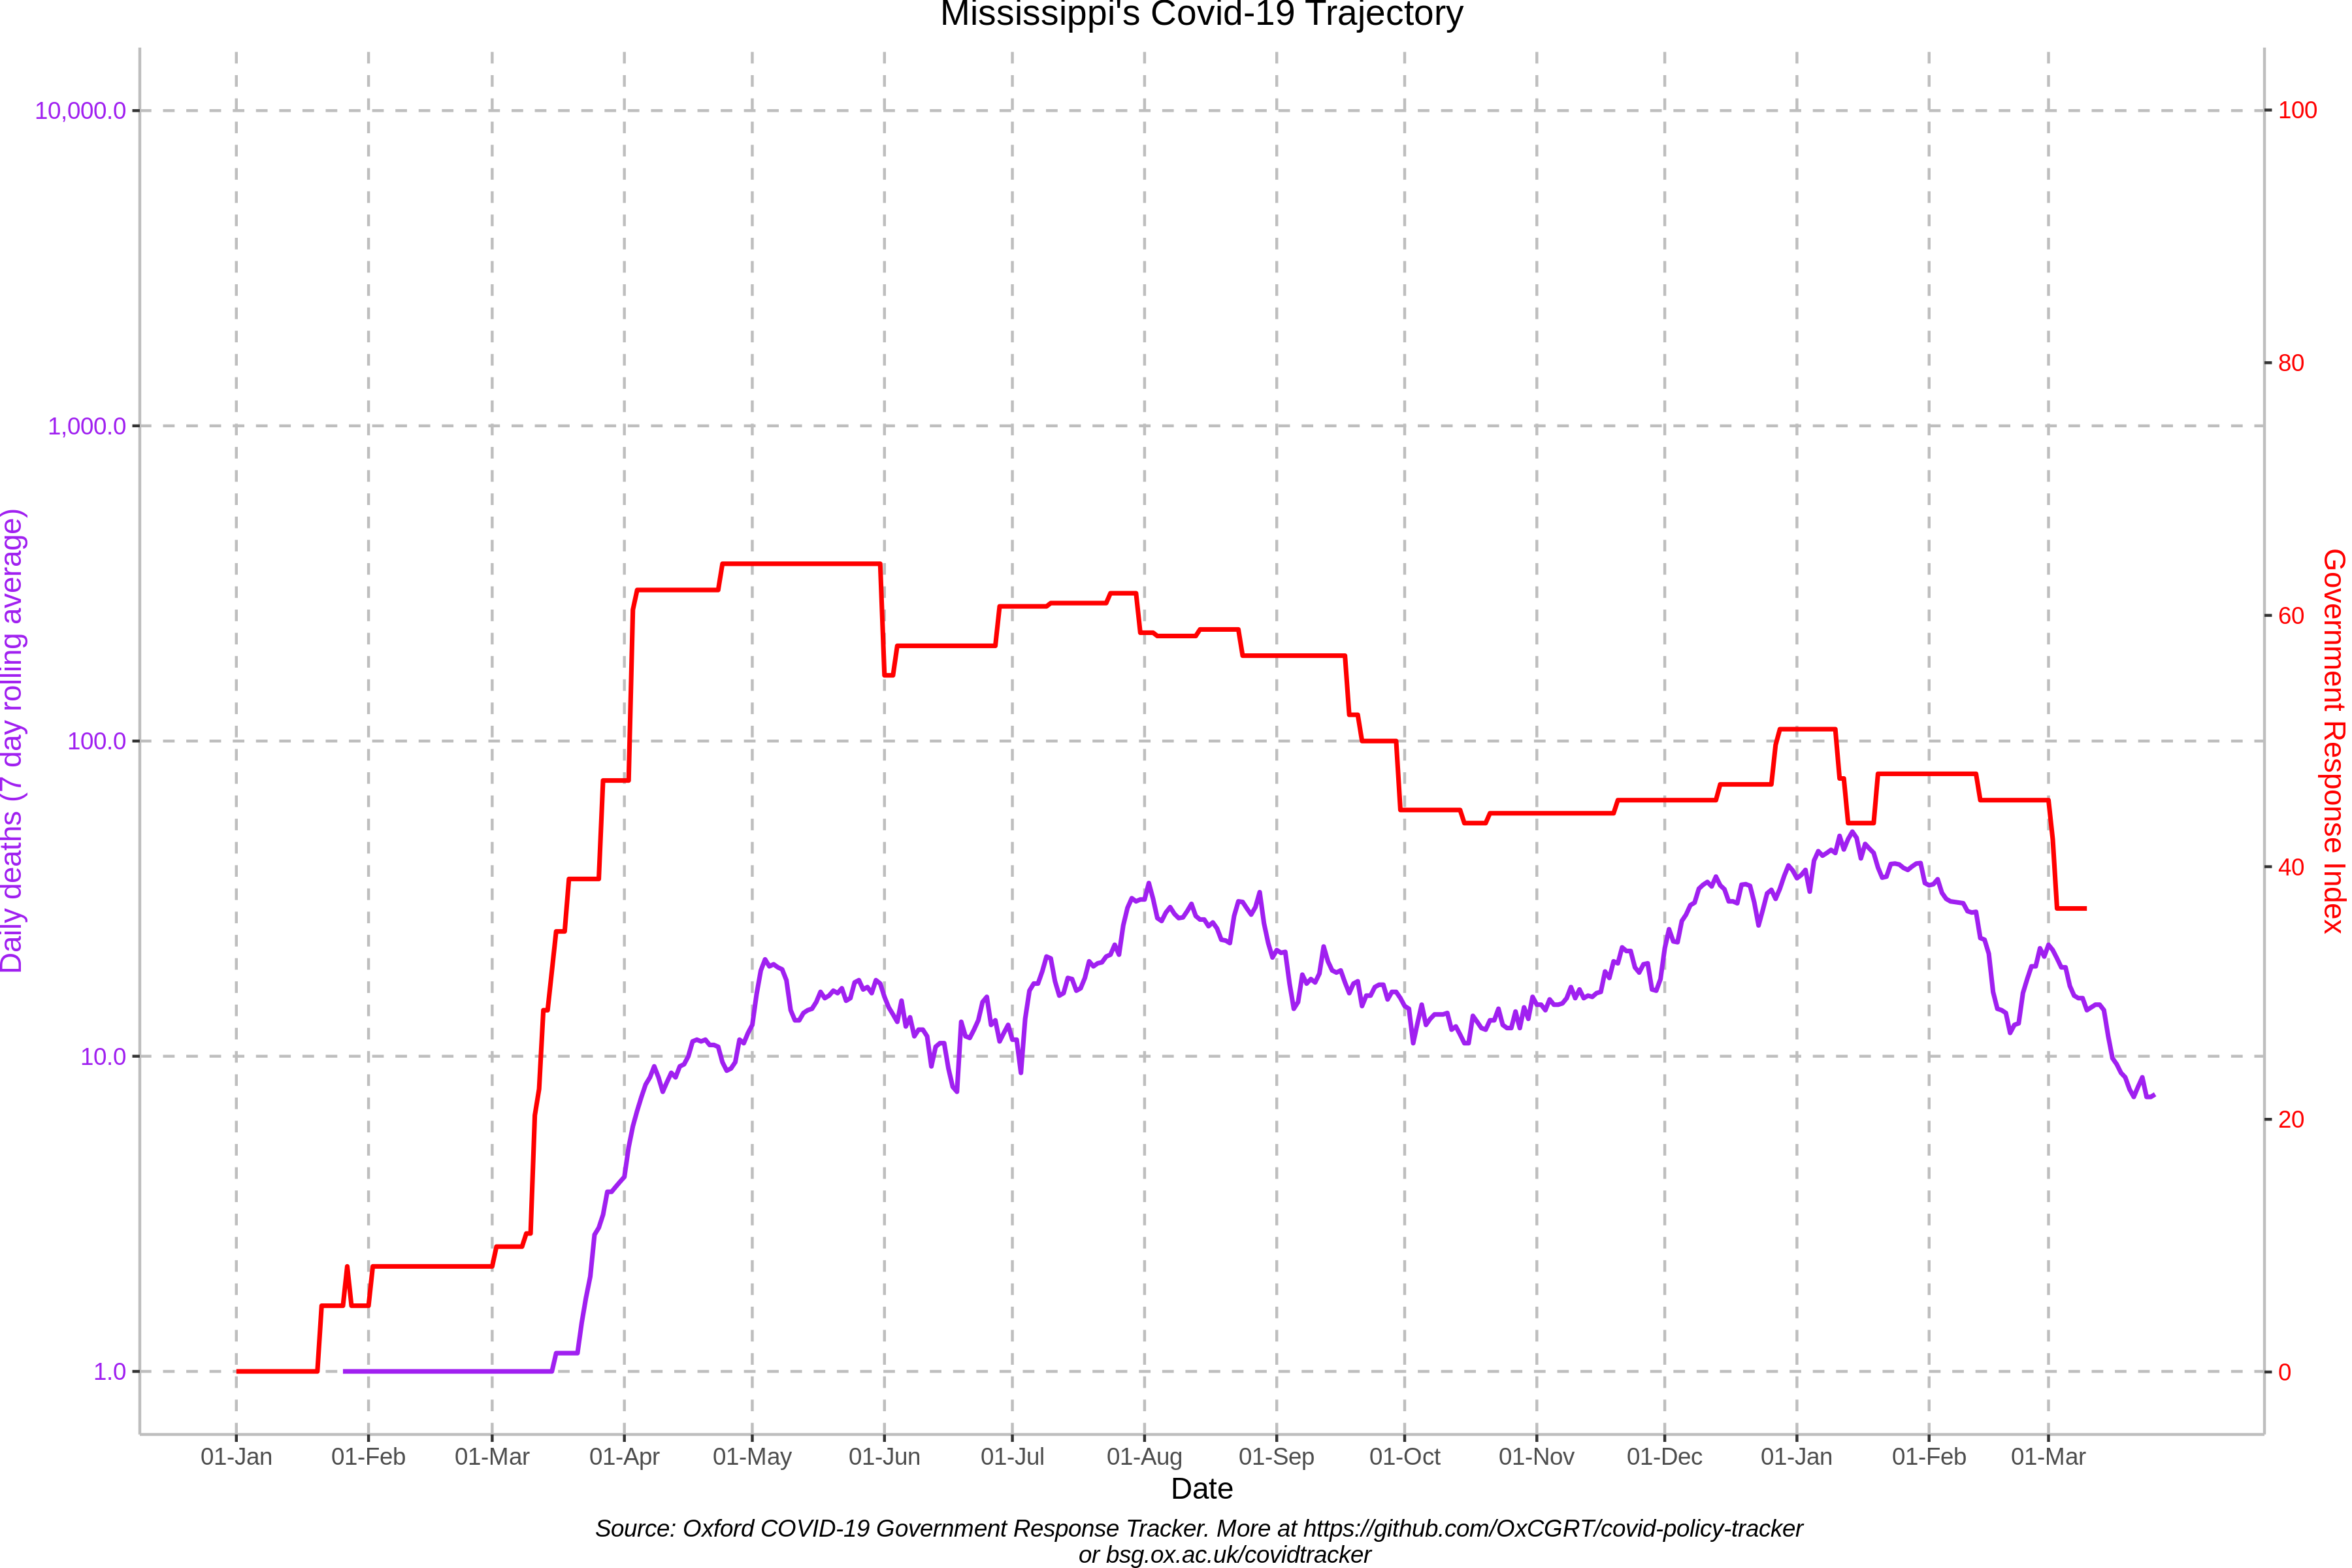 Mississippi's Covid-19 Trajectory
10,000.0
1,000.0
100.0
10.0
1.0
Daily deaths (7 day rolling average)
100
80
60
40
20
0
Government Response Index
01-Jan 01-Feb 01-Mar 01-Apr 01-May 01-Jun 01-Jul 01-Aug 01-Sep 01-Oct 01-Nov 01-Dec 01-Jan 01-Feb 01-Mar
Date
Source: Oxford COVID-19 Government Response Tracker. More at https://github.com/OxCGRT/covid-policy-tracker
or bsg.ox.ac.uk/covidtracker